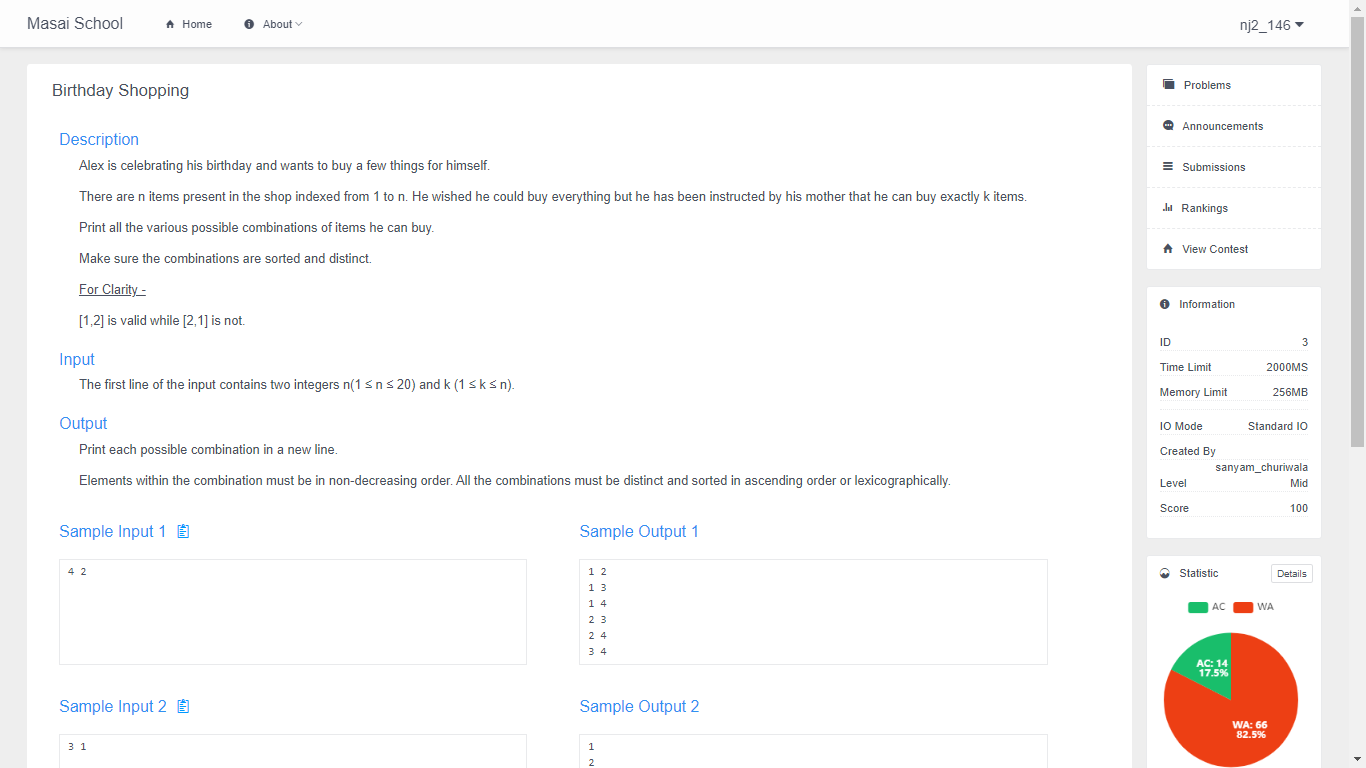 Masai School
Home
About
nj2_146
Birthday Shopping
Description
Alex is celebrating his birthday and wants to buy a few things for himself.
There are n items present in the shop indexed from 1 to n. He wished he could buy everything but he has been instructed by his mother that he can buy exactly k items.
Print all the various possible combinations of items he can buy.
Make sure the combinations are sorted and distinct.
For Clarity -
[1,2] is valid while [2,1] is not.
Input
The first line of the input contains two integers n(1 ≤ n ≤ 20) and k (1 ≤ k ≤ n).
Output
Print each possible combination in a new line.
Elements within the combination must be in non-decreasing order. All the combinations must be distinct and sorted in ascending order or lexicographically.
Sample Input 1
4 2
Sample Output 1
1 2
1 3
1 4
2 3
2 4
3 4
Sample Input 2
3 1
Sample Output 2
1
2
Problems
Announcements
Submissions
Rankings
View Contest
Information
ID 3
Time Limit 2000MS
Memory Limit 256MB
IO Mode Standard IO
Created By
sanyam_churiwala
Level Mid
Score 100
Statistic Details
AC WA
AC: 14
17.5%
WA: 66
82.5%